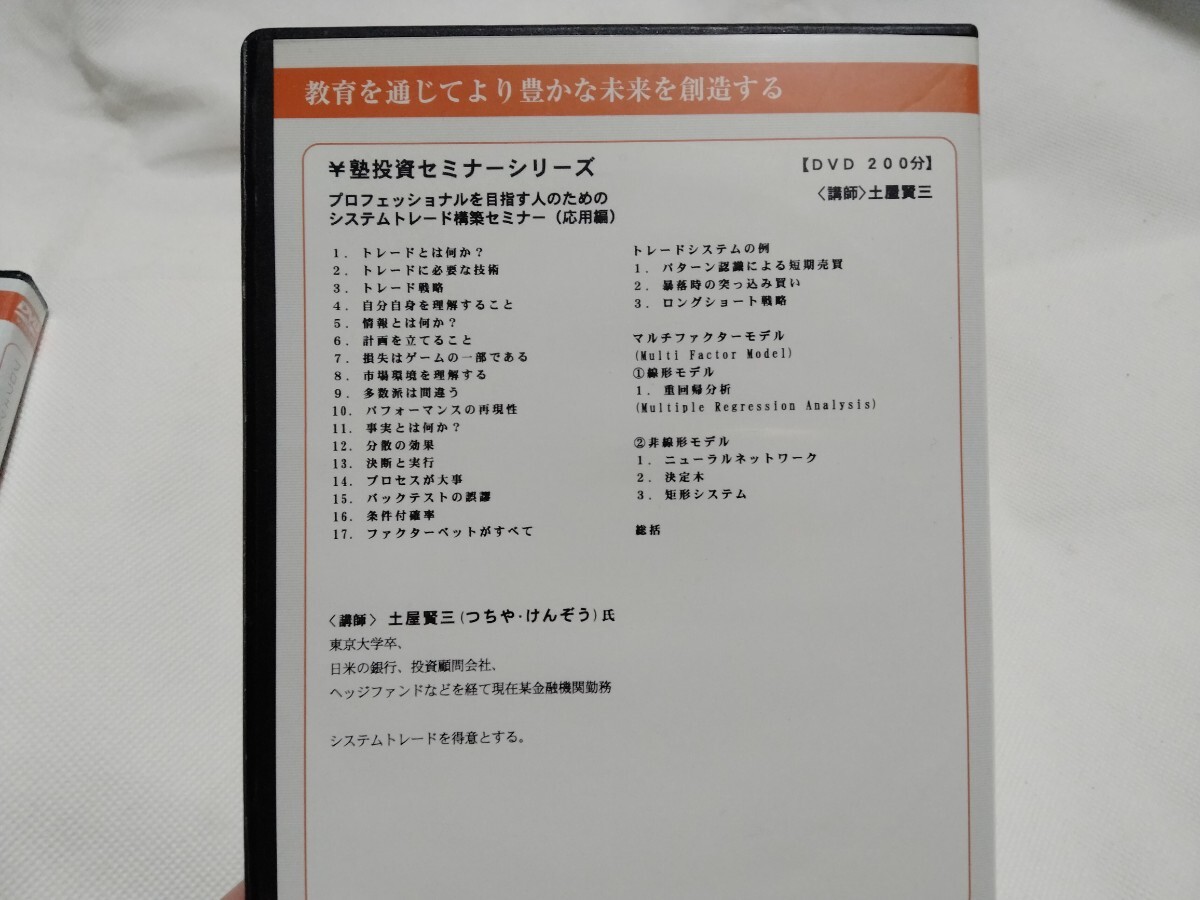 教育を通じてより豊かな未来を創造する
￥塾投資セミナーシリーズ
【DVD 200分】
プロフェッショナルを目指す人のための
システムトレード構築セミナー（応用編）
〈講師〉土屋賢三
1. トレードとは何か？
2. トレードに必要な技術
3. トレード戦略
4. 自分自身を理解すること
5. 情報とは何か？
6. 計画を立てること
7. 損失はゲームの一部である
8. 市場環境を理解する
9. 多数派は間違う
10. パフォーマンスの再現性
11. 事実とは何か？
12. 分散の効果
13. 決断と実行
14. プロセスが大事
15. バックテストの誤謬
16. 条件付確率
17. ファクターベットがすべて
トレードシステムの例
1. パターン認識による短期売買
2. 暴落時の突っ込み買い
3. ロングショート戦略
マルチファクターモデル
(Multi Factor Model)
①線形モデル
1. 重回帰分析
(Multiple Regression Analysis)
②非線形モデル
1. ニューラルネットワーク
2. 決定木
3. 矩形システム
総括
〈講師〉 土屋賢三(つちや・けんぞう)氏
東京大学卒、
日米の銀行、投資顧問会社、
ヘッジファンドなどを経て現在某金融機関勤務
システムトレードを得意とする。